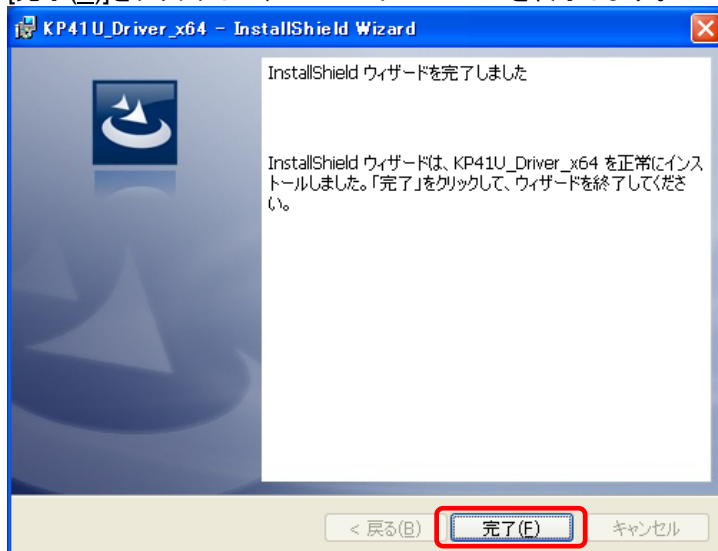 KP41U_Driver_x64 - InstallShield Wizard
InstallShield ウィザードを完了しました
InstallShield ウィザードは、KP41U_Driver_x64 を正常にインス
トールしました。「完了」をクリックして、ウィザードを終了してくださ
い。
< 戻る(B)
完了(F)
キャンセル